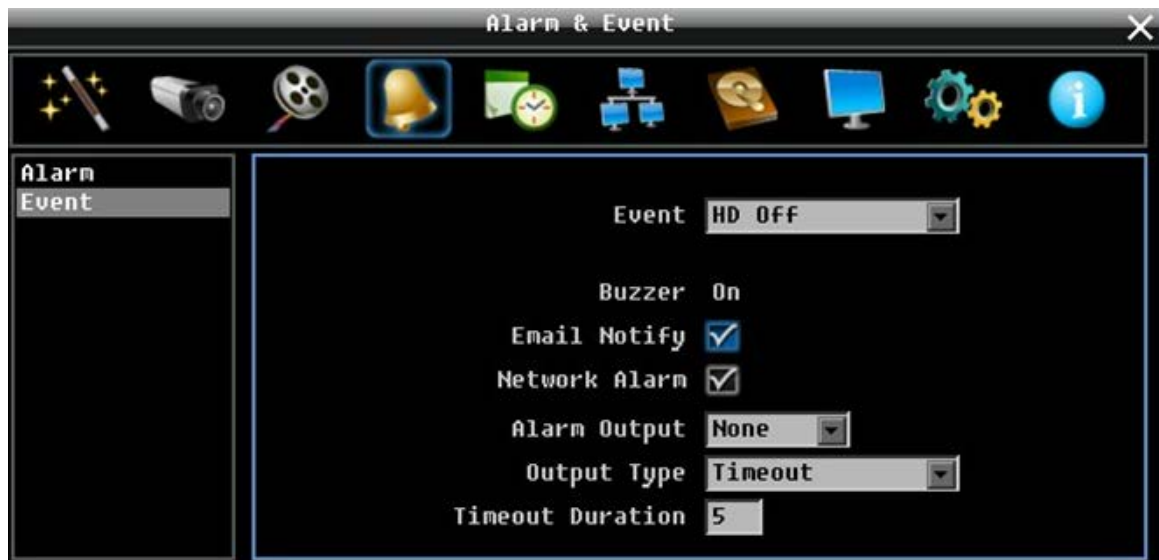 Alarm & Event
Alarm
Event
Event HD Off
Buzzer On
Email Notify
Network Alarm
Alarm Output None
Output Type Timeout
Timeout Duration 5